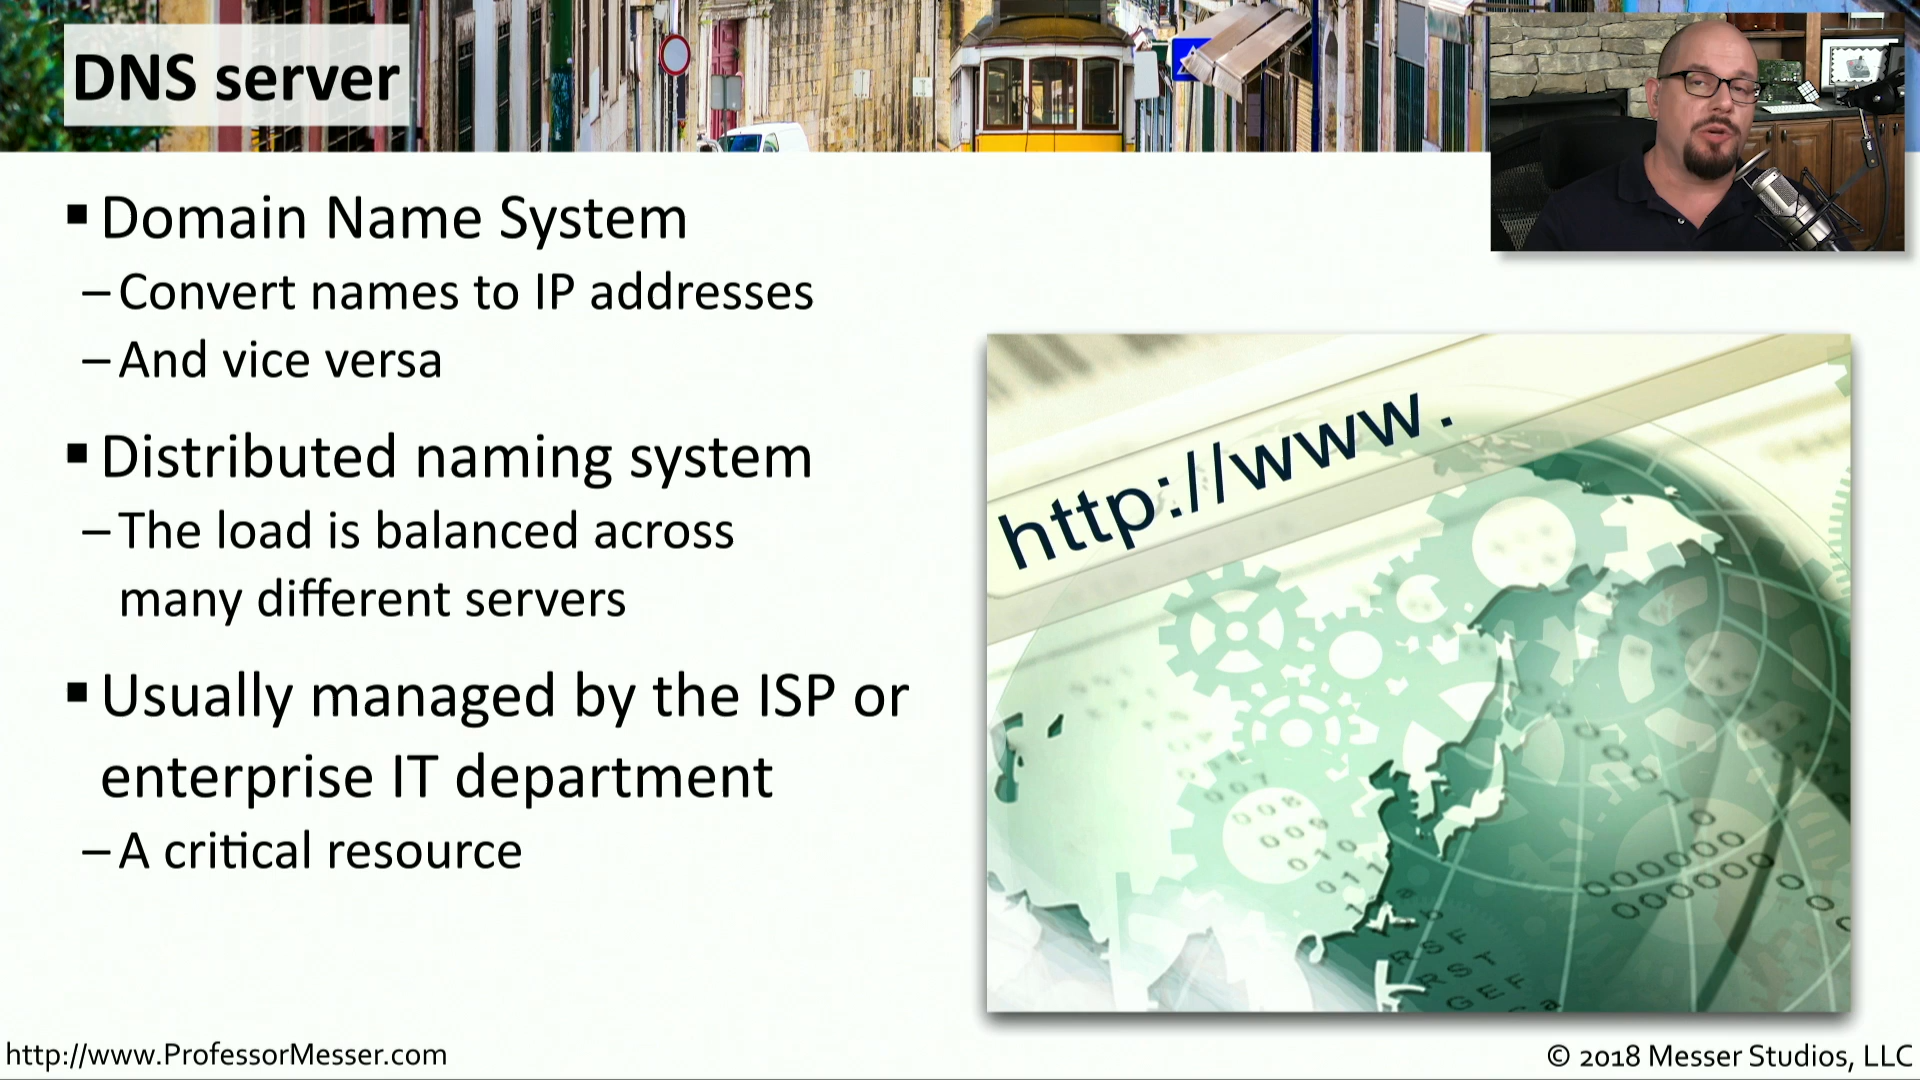 DNS server
▪ Domain Name System
– Convert names to IP addresses
– And vice versa
▪ Distributed naming system
– The load is balanced across
many different servers
▪ Usually managed by the ISP or
enterprise IT department
– A critical resource
http://www.
http://www.ProfessorMesser.com
© 2018 Messer Studios, LLC